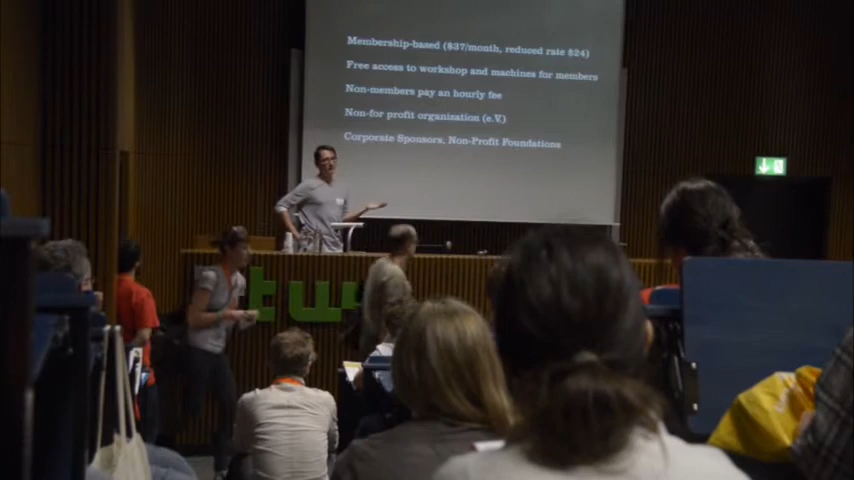 Membership-based ($37/month, reduced rate $24)
Free access to workshop and machines for members
Non-members pay an hourly fee
Non-for profit organization (e.V.)
Corporate Sponsors, Non-Profit Foundations